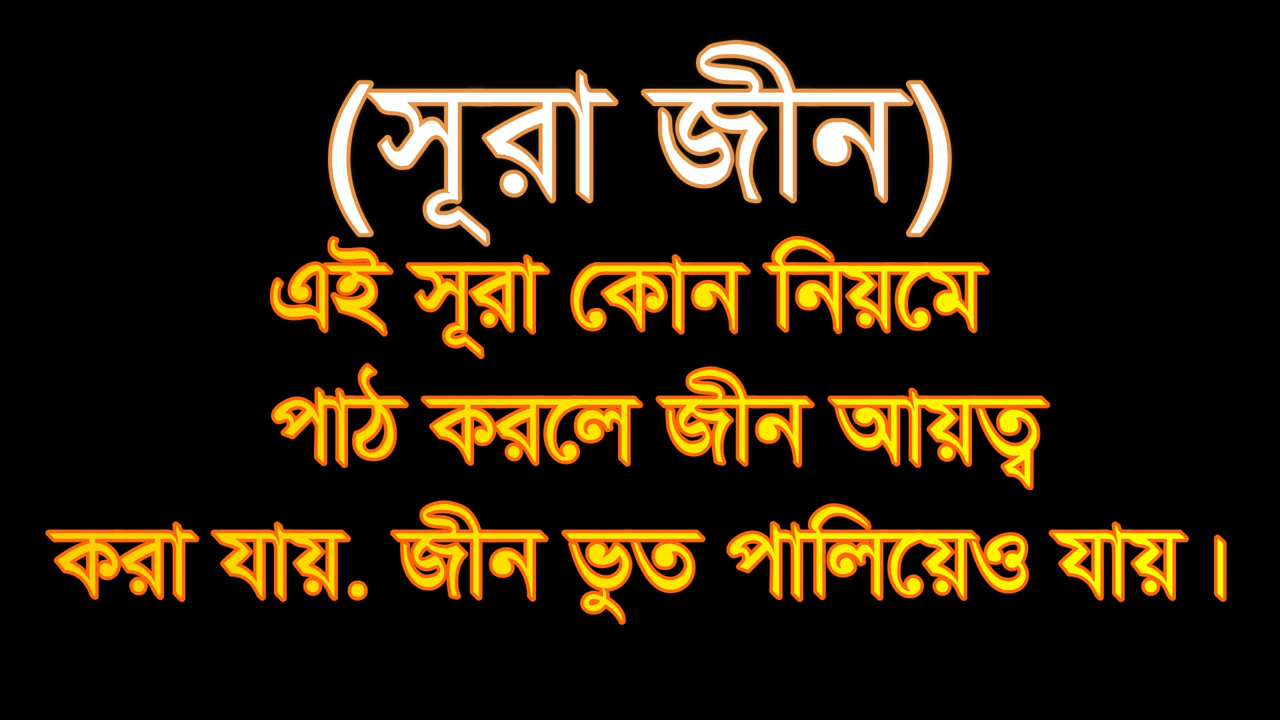 (সূরা জীন)
এই সূরা কোন নিয়মে
পাঠ করলে জীন আয়ত্ব
করা যায়. জীন ভুত পালিয়েও যায়।